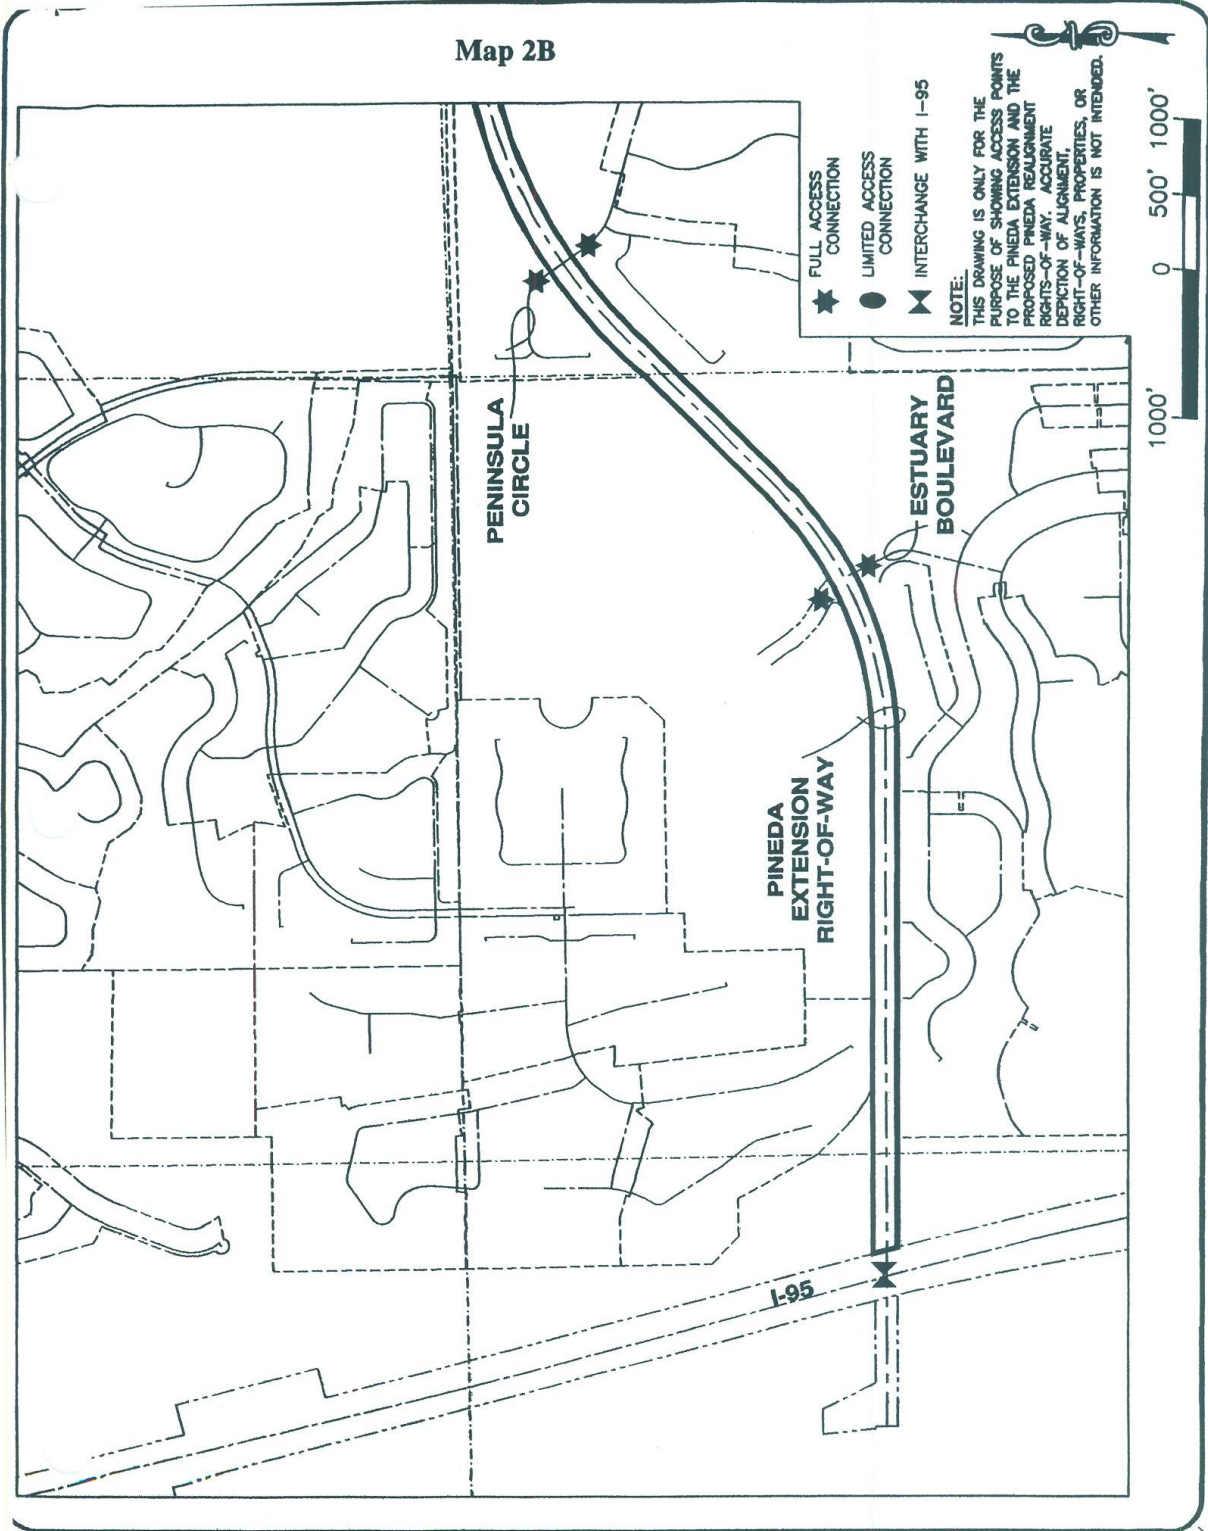 Map 2B
PENINSULA
CIRCLE
ESTUARY
BOULEVARD
PINEDA
EXTENSION
RIGHT-OF-WAY
I-95
FULL ACCESS
CONNECTION
LIMITED ACCESS
CONNECTION
INTERCHANGE WITH I-95
NOTE:
THIS DRAWING IS ONLY FOR THE
PURPOSE OF SHOWING ACCESS POINTS
TO THE PINEDA EXTENSION AND THE
PROPOSED PINEDA REALIGNMENT
RIGHTS-OF-WAY. ACCURATE
DEPICTION OF ALIGNMENT,
RIGHT-OF-WAYS, PROPERTIES, OR
OTHER INFORMATION IS NOT INTENDED.
1000' 0 500' 1000'